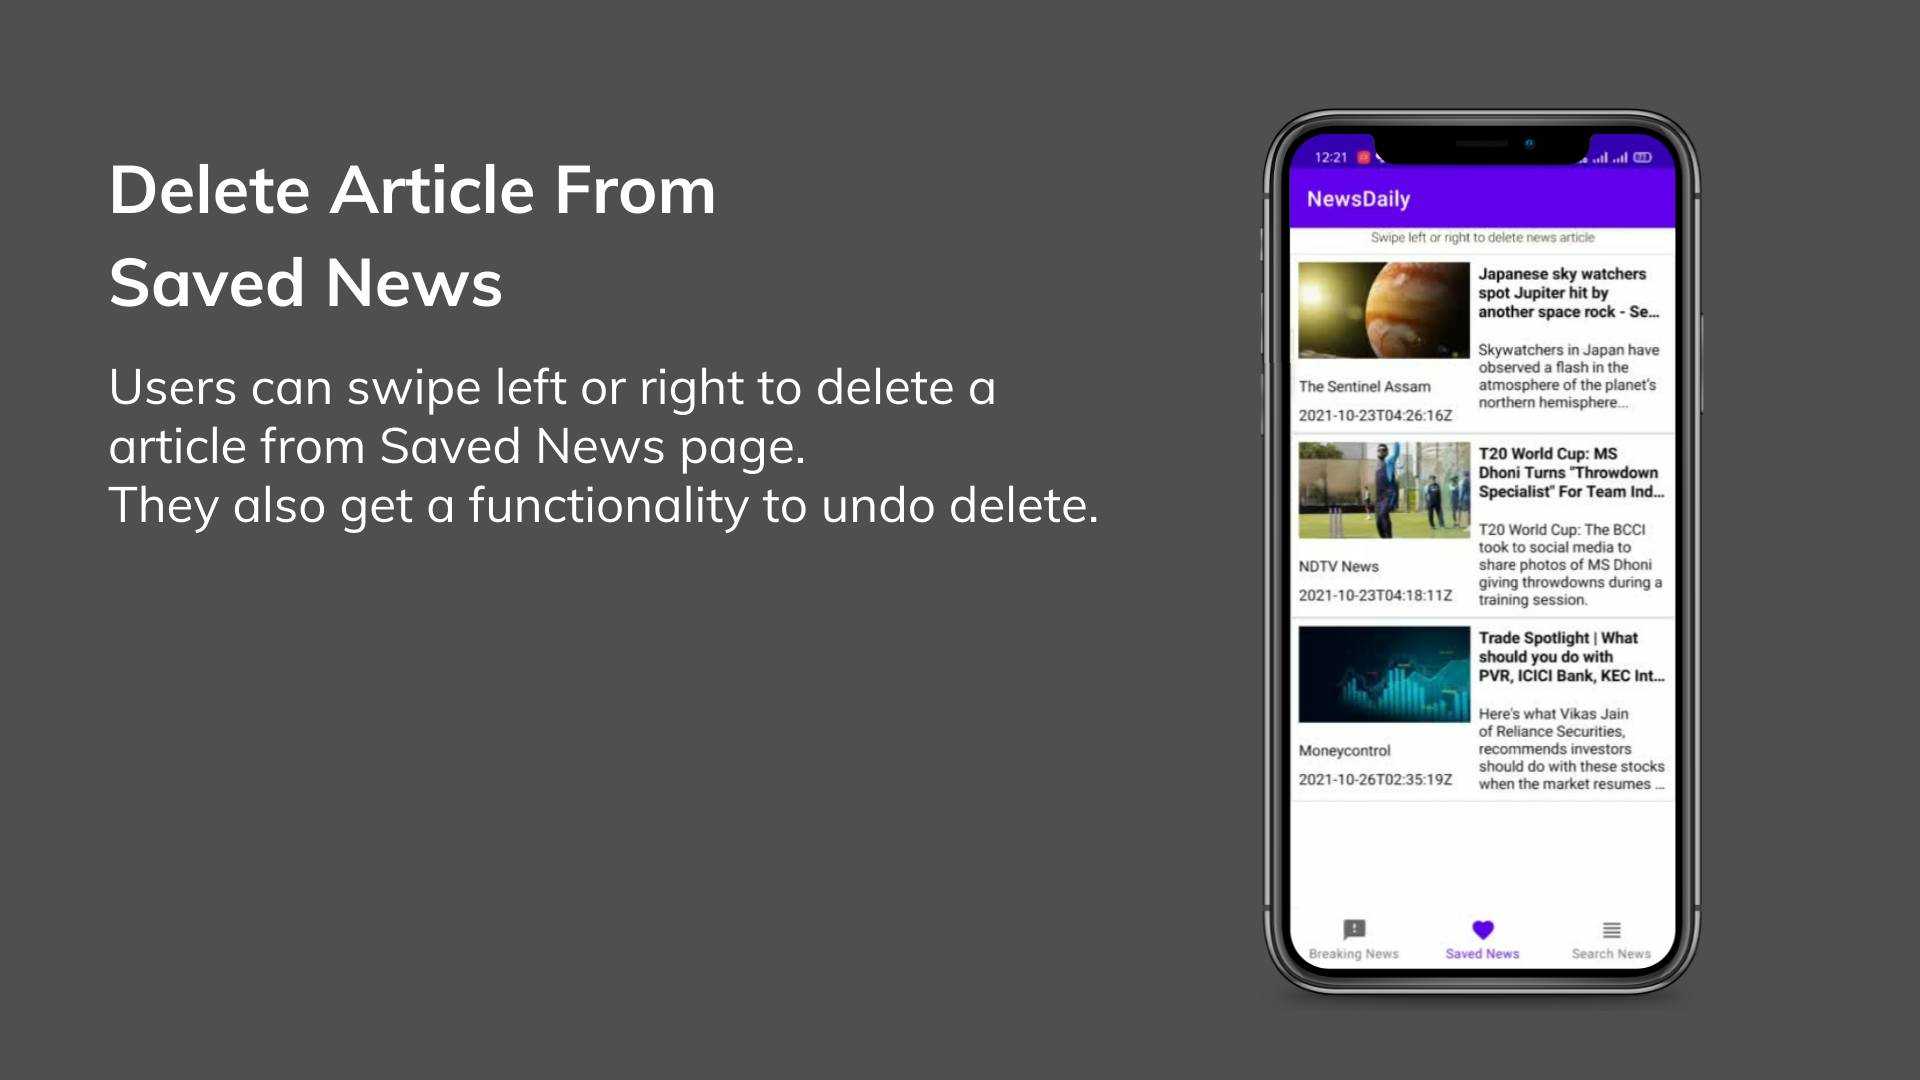 Delete Article From
Saved News
Users can swipe left or right to delete a
article from Saved News page.
They also get a functionality to undo delete.
12:21
NewsDaily
Swipe left or right to delete news article
Japanese sky watchers
spot Jupiter hit by
another space rock - Se...
Skywatchers in Japan have
observed a flash in the
atmosphere of the planet's
northern hemisphere...
The Sentinel Assam
2021-10-23T04:26:16Z
T20 World Cup: MS
Dhoni Turns "Throwdown
Specialist" For Team Ind...
T20 World Cup: The BCCI
took to social media to
share photos of MS Dhoni
giving throwdowns during a
training session.
NDTV News
2021-10-23T04:18:11Z
Trade Spotlight | What
should you do with
PVR, ICICI Bank, KEC Int...
Here's what Vikas Jain
of Reliance Securities,
recommends investors
should do with these stocks
when the market resumes ...
Moneycontrol
2021-10-26T02:35:19Z
Breaking News
Saved News
Search News